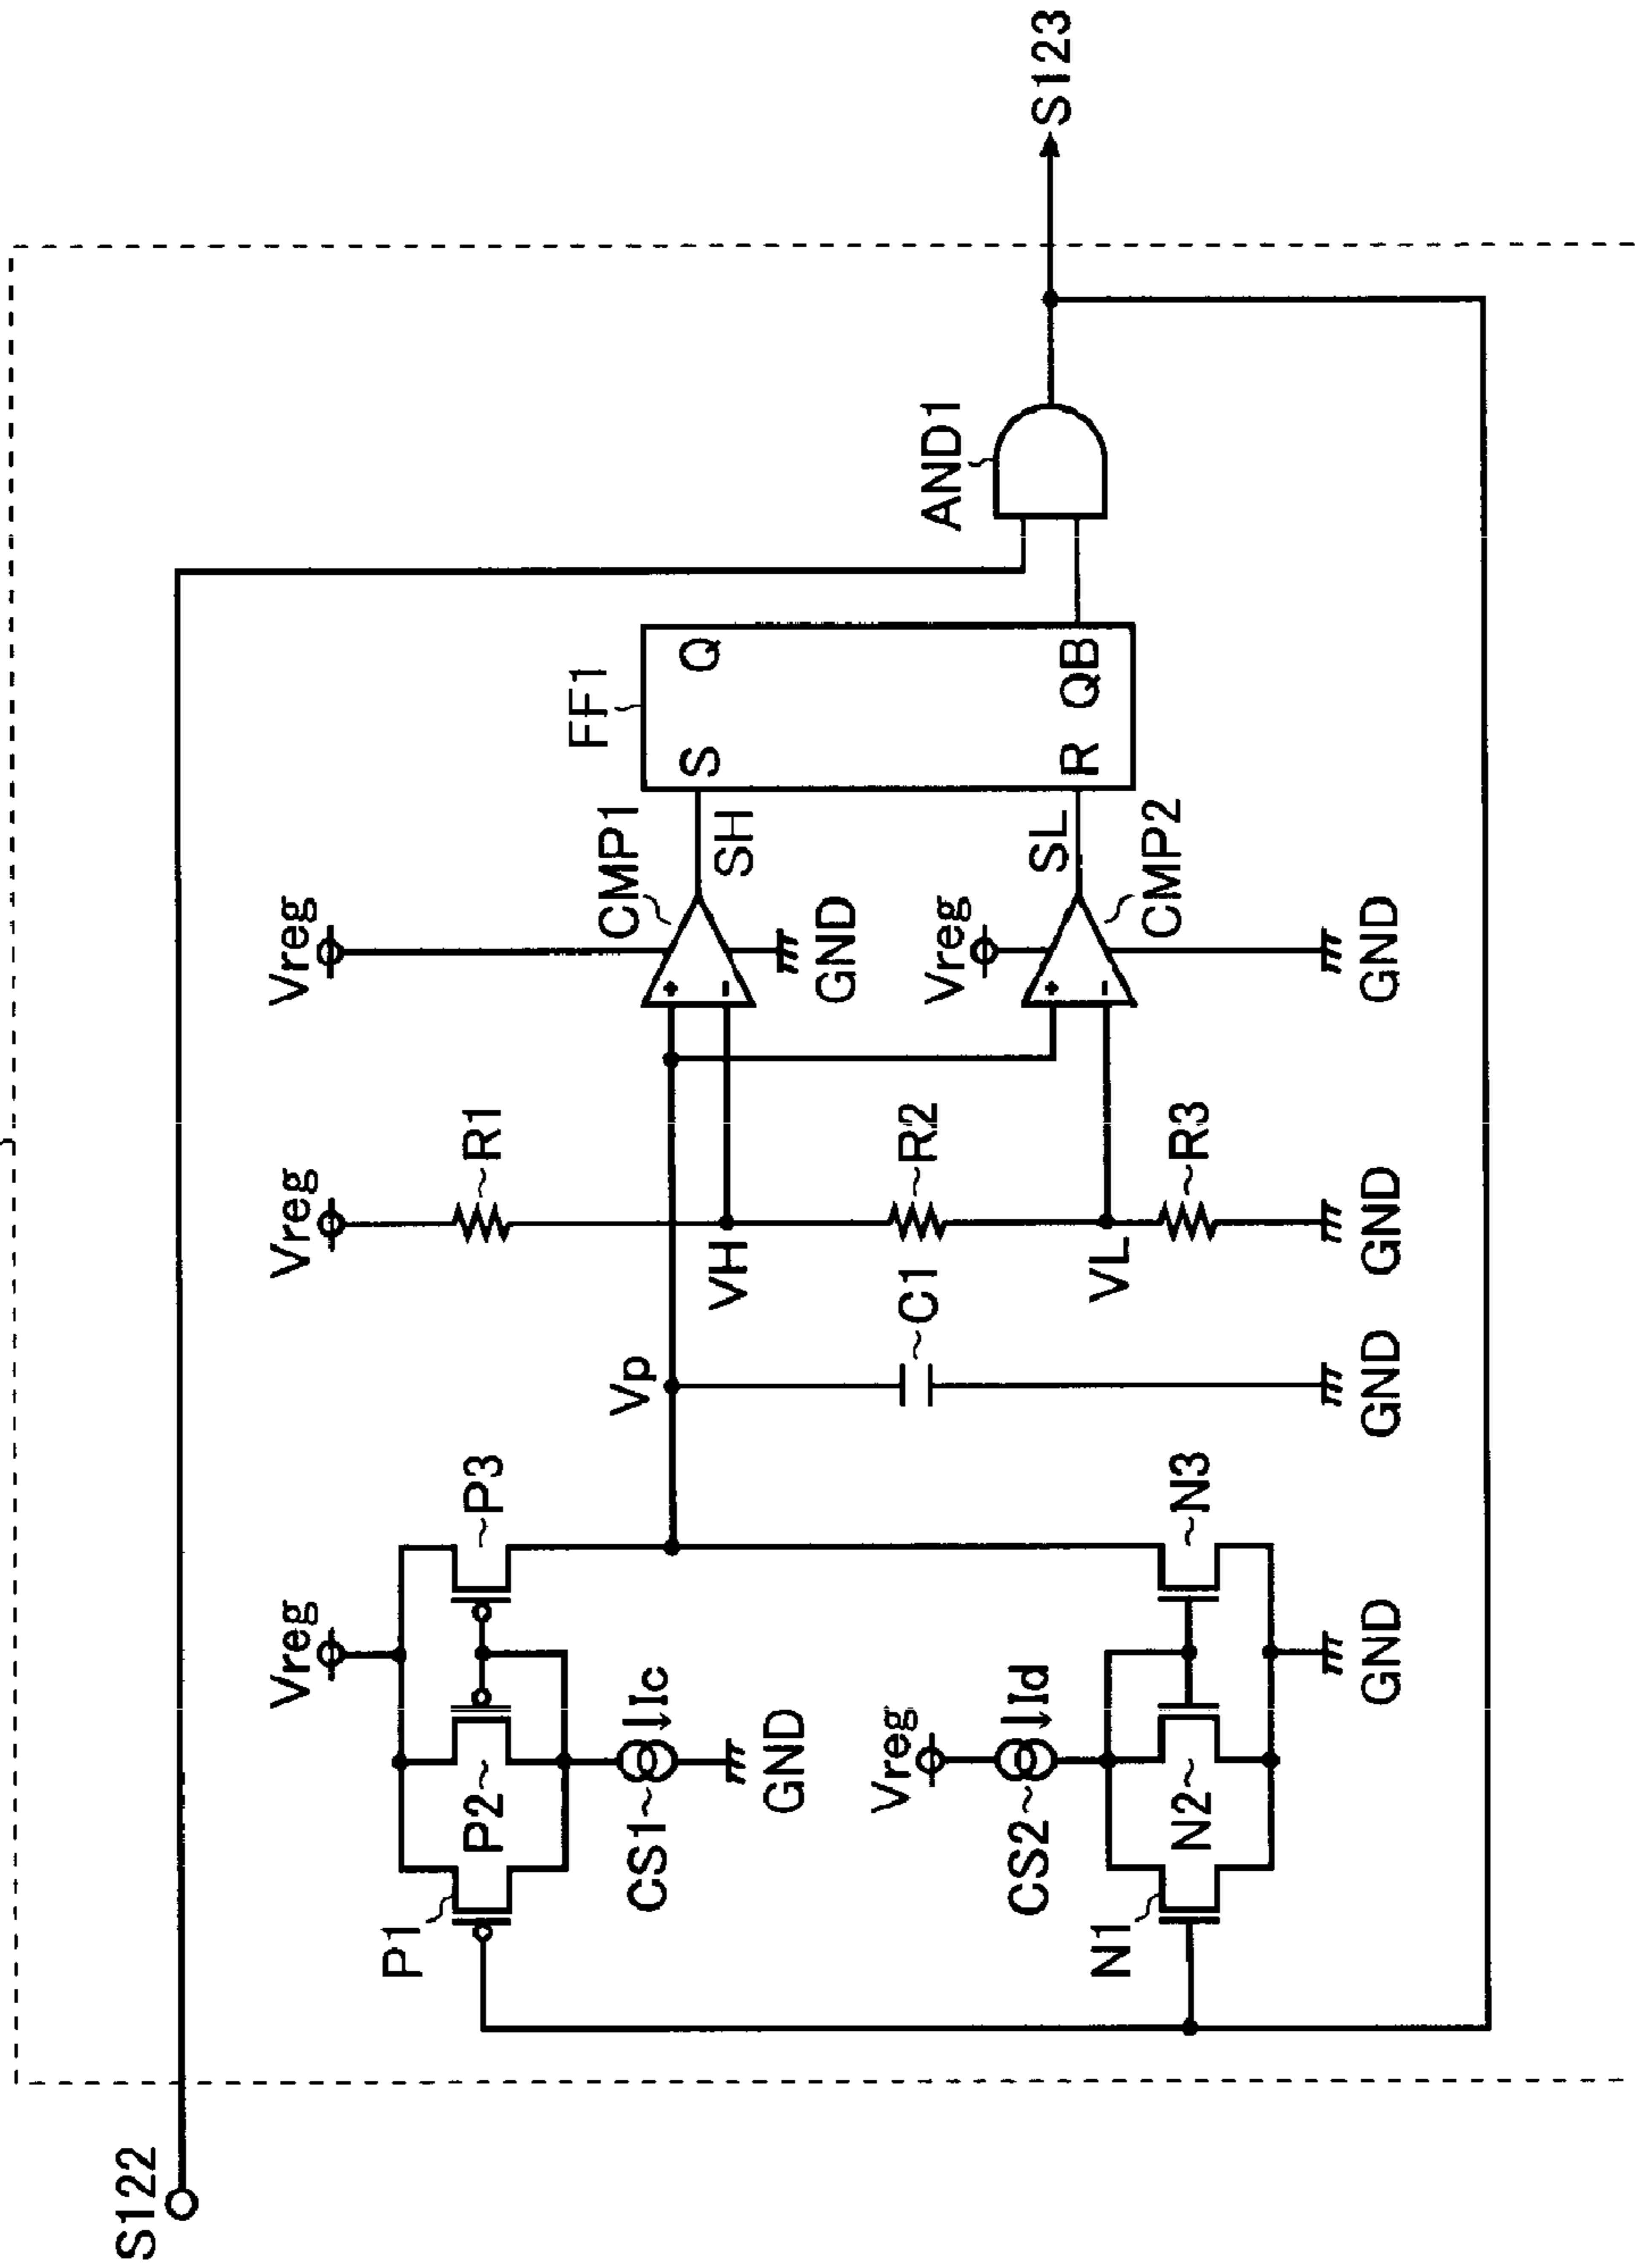 S122
S123
AND1
FF1
S
Q
R
QB
CMP1
SH
SL
CMP2
Vreg
GND
Vreg
GND
Vreg
R1
VH
R2
VL
R3
GND
Vp
C1
GND
Vreg
P1
P2
P3
CS1
Ic
GND
Vreg
CS2
Id
N1
N2
N3
GND
+
-
+
-